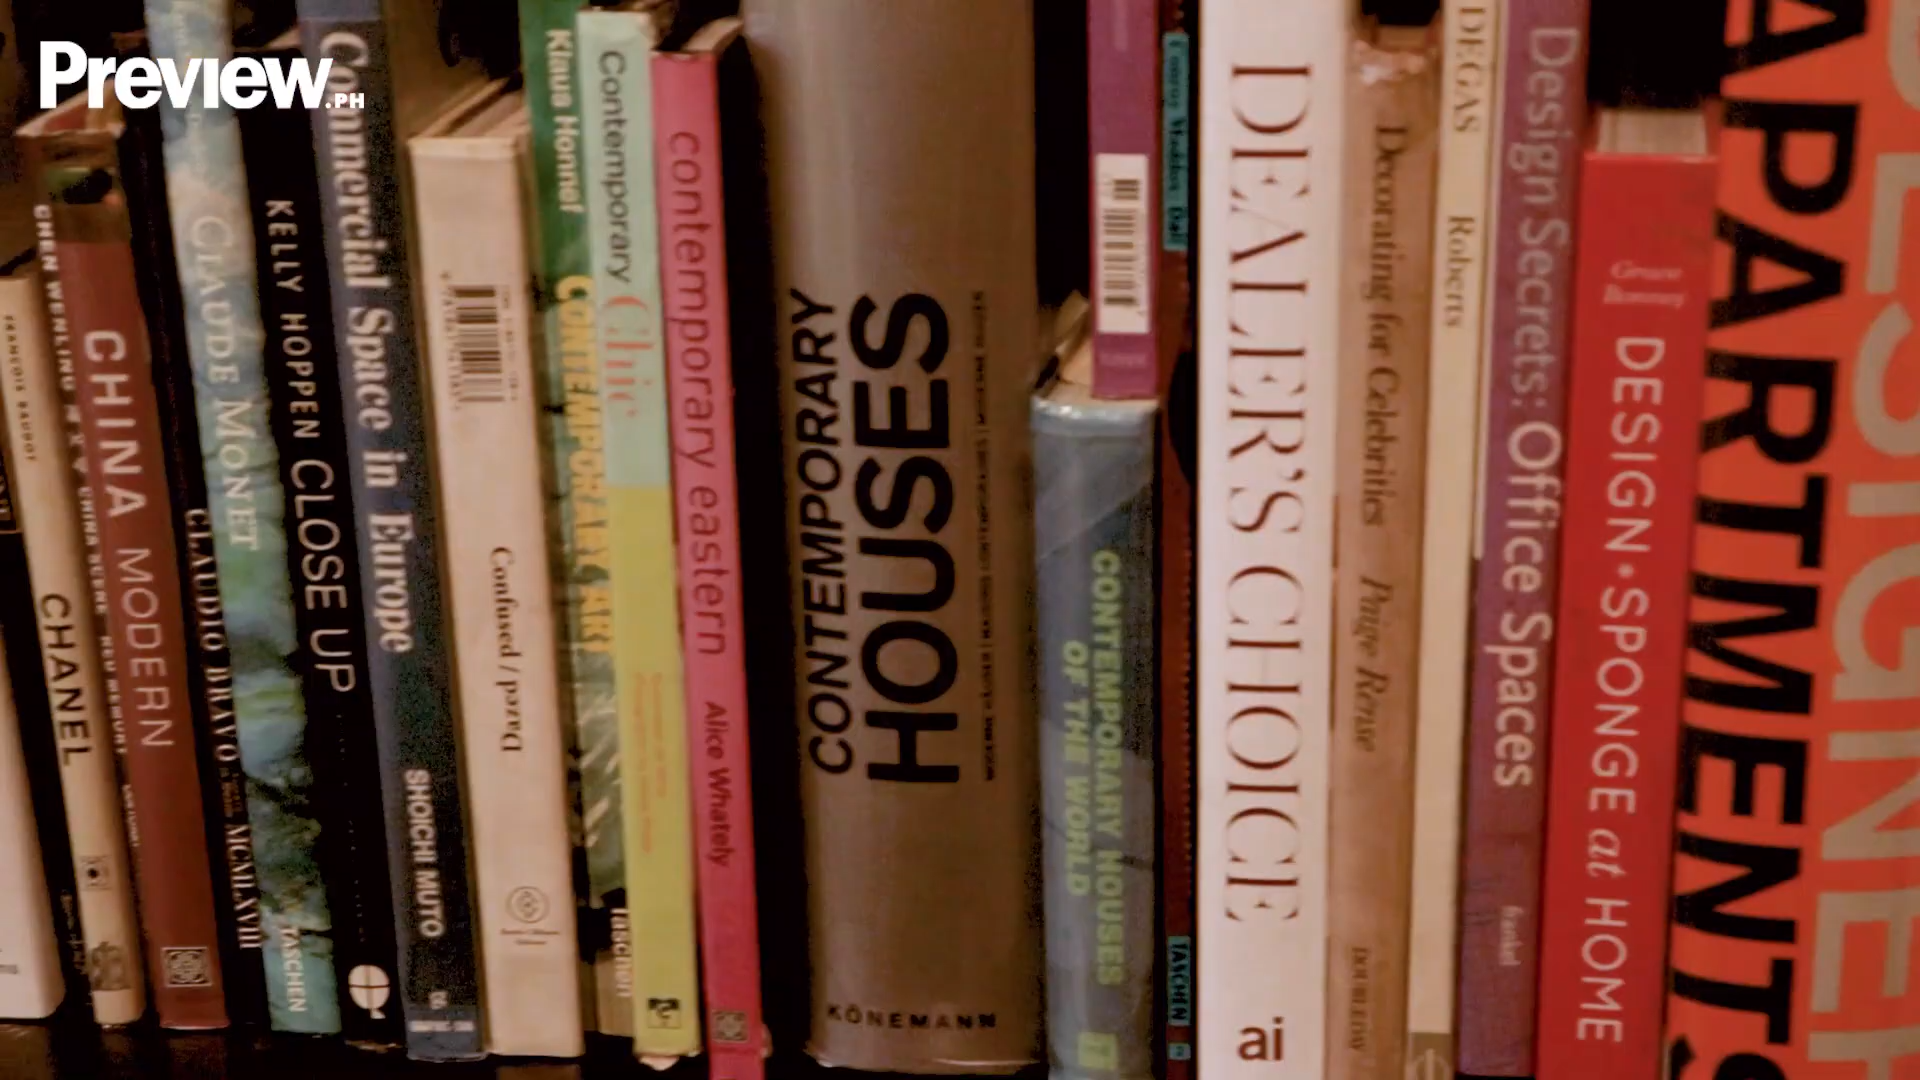 Preview.PH
FRANCOIS BAUDOT
CHANEL
CHEN WENLING
CHINA MODERN
CLAUDIO BRAVO
MCMLXVIII
CLAUDE MONET
TASCHEN
KELLY HOPPEN CLOSE UP
Commercial Space in Europe
SHOICHI MUTO
Confused /
Klaus Honnef
CONTEMPORARY ART
Taschen
Contemporary Chic
contemporary eastern Alice Whately
CONTEMPORARY
HOUSES
KÖNEMANN
CONTEMPORARY HOUSES
OF THE WORLD
TASCHEN
DEALER'S CHOICE
ai
Decorating for Celebrities Paige Rense
DOUBLEDAY
DEGAS Roberts
Design Secrets: Office Spaces
frankel
Grace
Bonney
DESIGN*SPONGE at HOME
APARTMENTS
DESIGNER